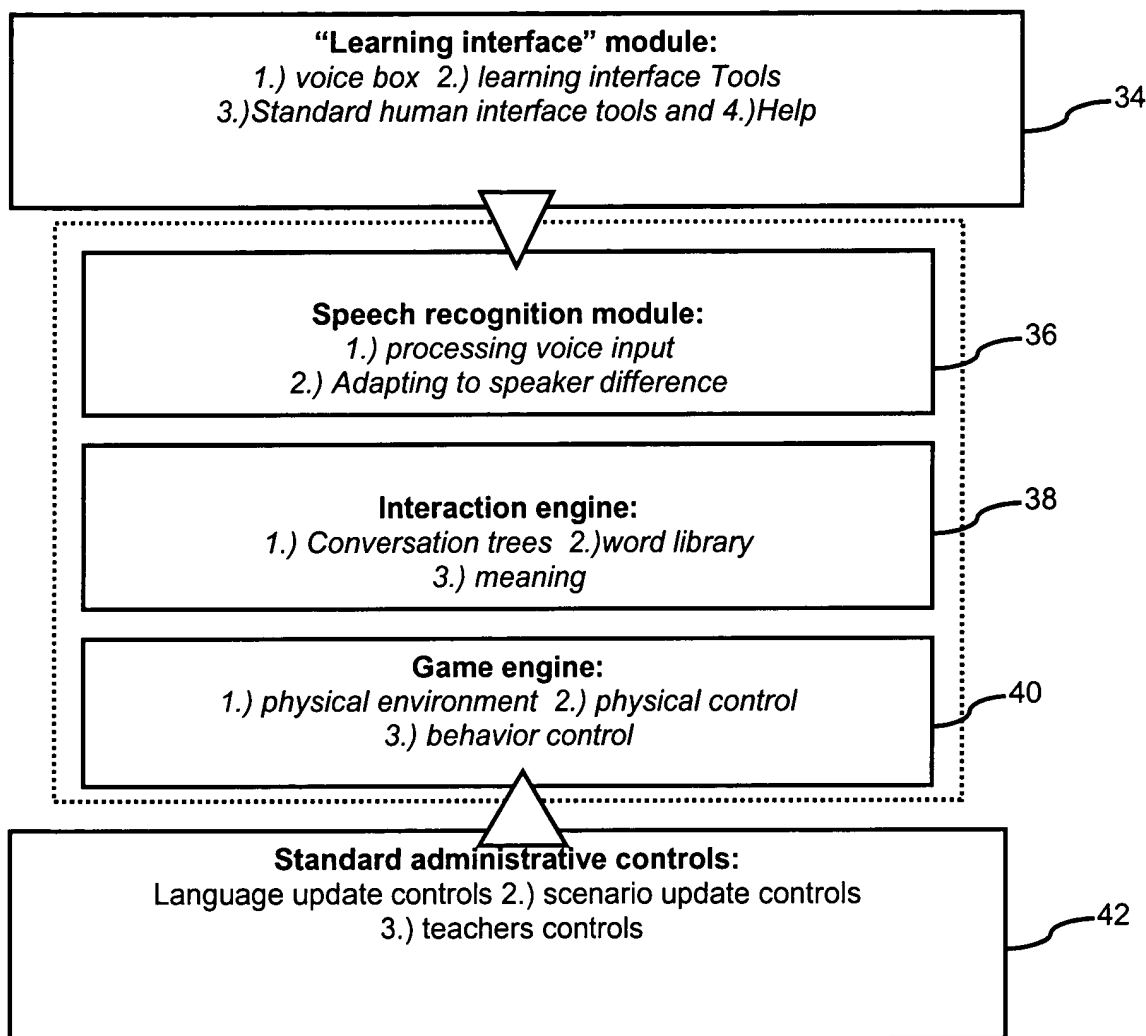 “Learning interface” module:
1.) voice box 2.) learning interface Tools
3.)Standard human interface tools and 4.)Help
34
Speech recognition module:
1.) processing voice input
2.) Adapting to speaker difference
36
Interaction engine:
1.) Conversation trees 2.)word library
3.) meaning
38
Game engine:
1.) physical environment 2.) physical control
3.) behavior control
40
Standard administrative controls:
Language update controls 2.) scenario update controls
3.) teachers controls
42